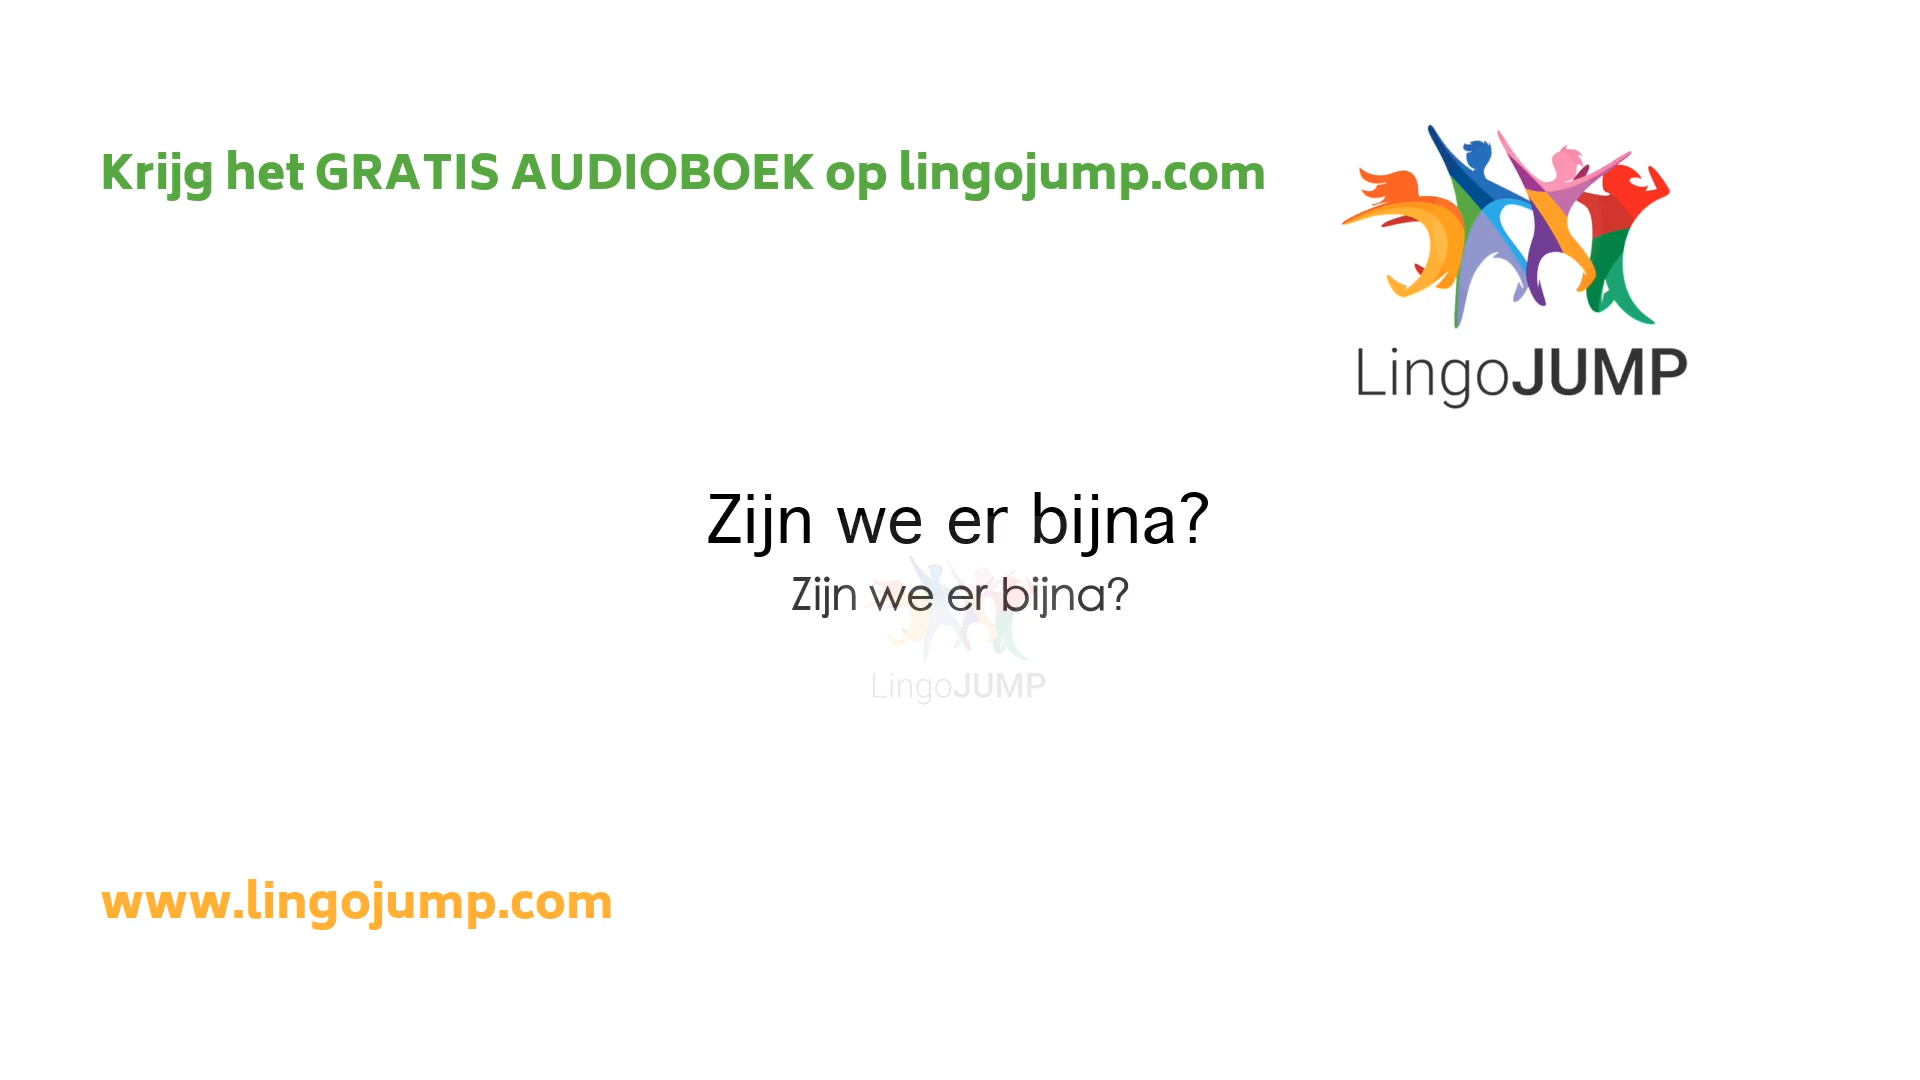 Krijg het GRATIS AUDIOBOEK op lingojump.com
LingoJUMP
Zijn we er bijna?
Zijn we er bijna?
LingoJUMP
www.lingojump.com